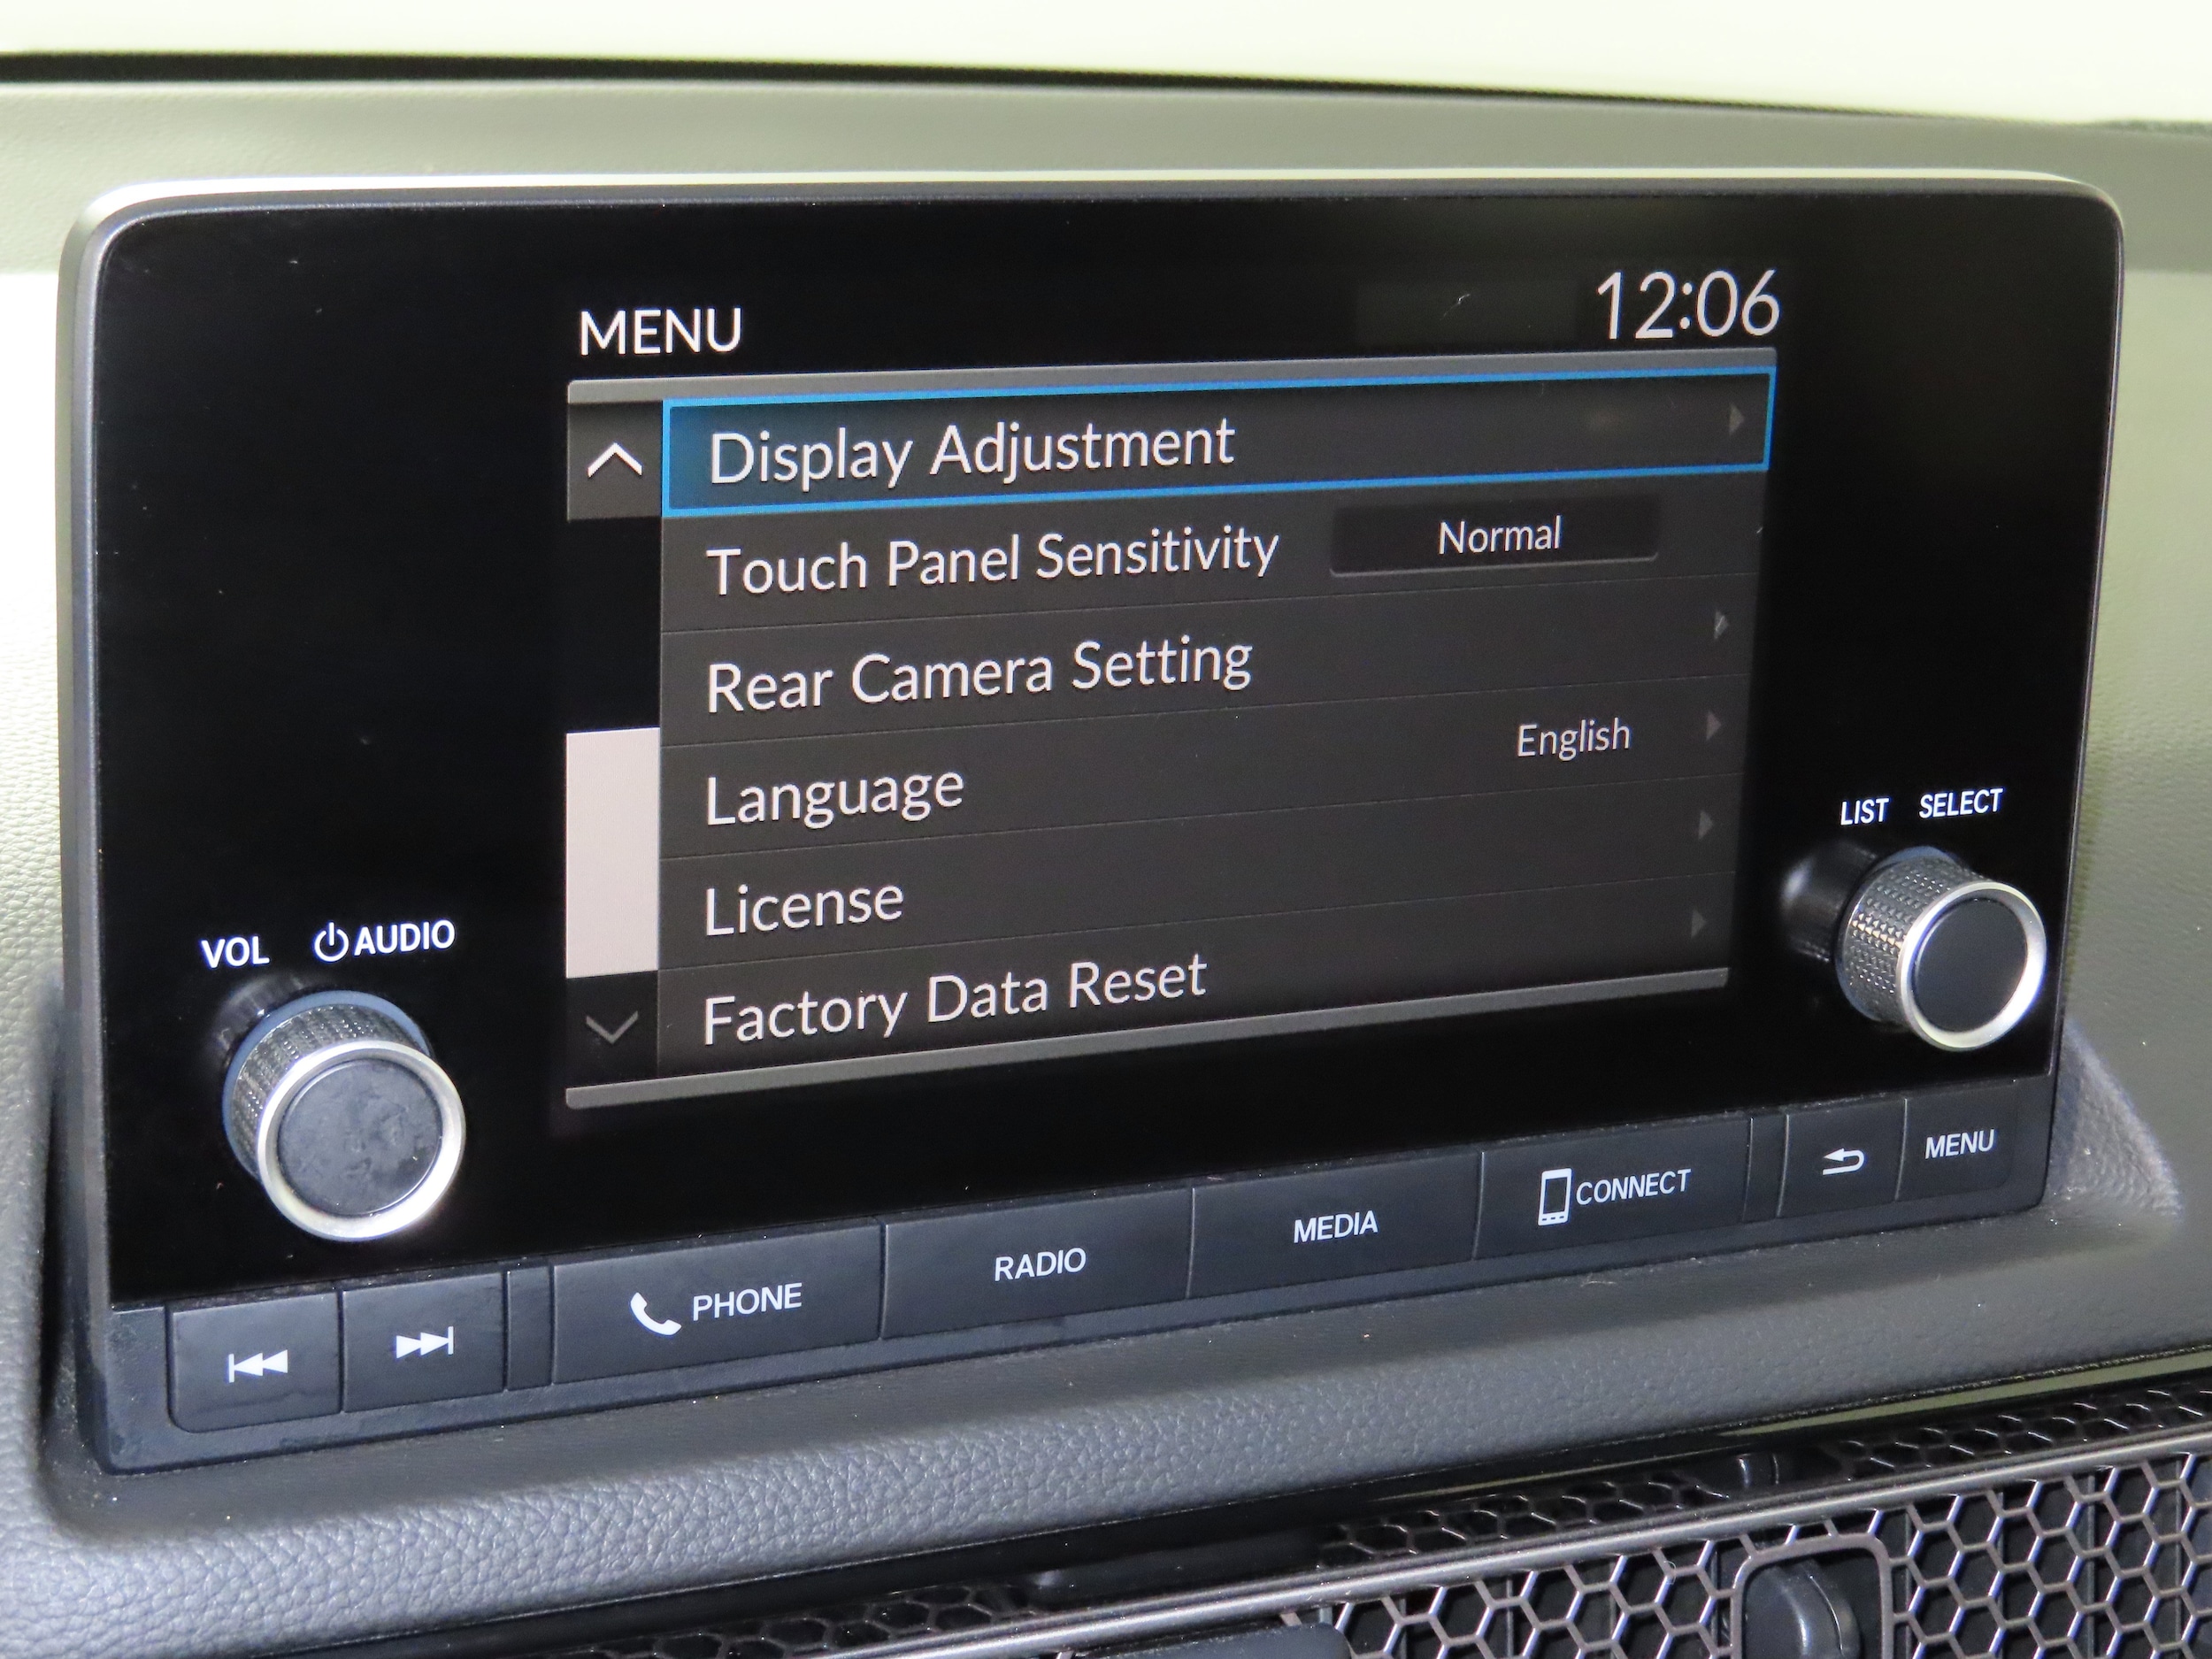 MENU 12:06
Display Adjustment
Touch Panel Sensitivity Normal
Rear Camera Setting
Language English
License
Factory Data Reset
VOL AUDIO
LIST SELECT
PHONE RADIO MEDIA CONNECT MENU